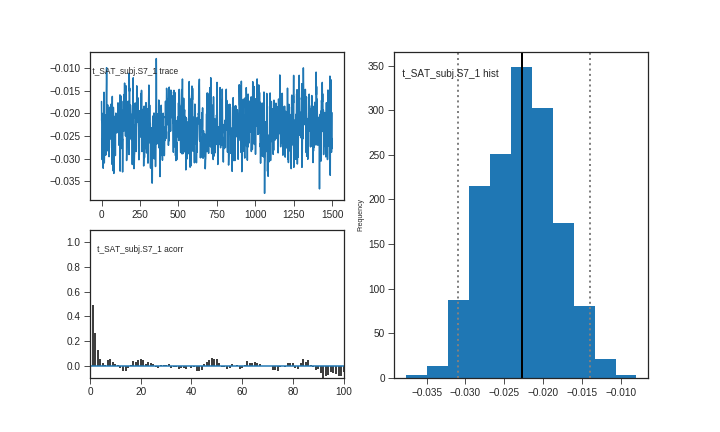 t_SAT_subj.S7_1 trace
−0.010
−0.015
−0.020
−0.025
−0.030
−0.035
0 250 500 750 1000 1250 1500
t_SAT_subj.S7_1 acorr
1.0
0.8
0.6
0.4
0.2
0.0
0 20 40 60 80 100
t_SAT_subj.S7_1 hist
Frequency
350
300
250
200
150
100
50
0
−0.035 −0.030 −0.025 −0.020 −0.015 −0.010